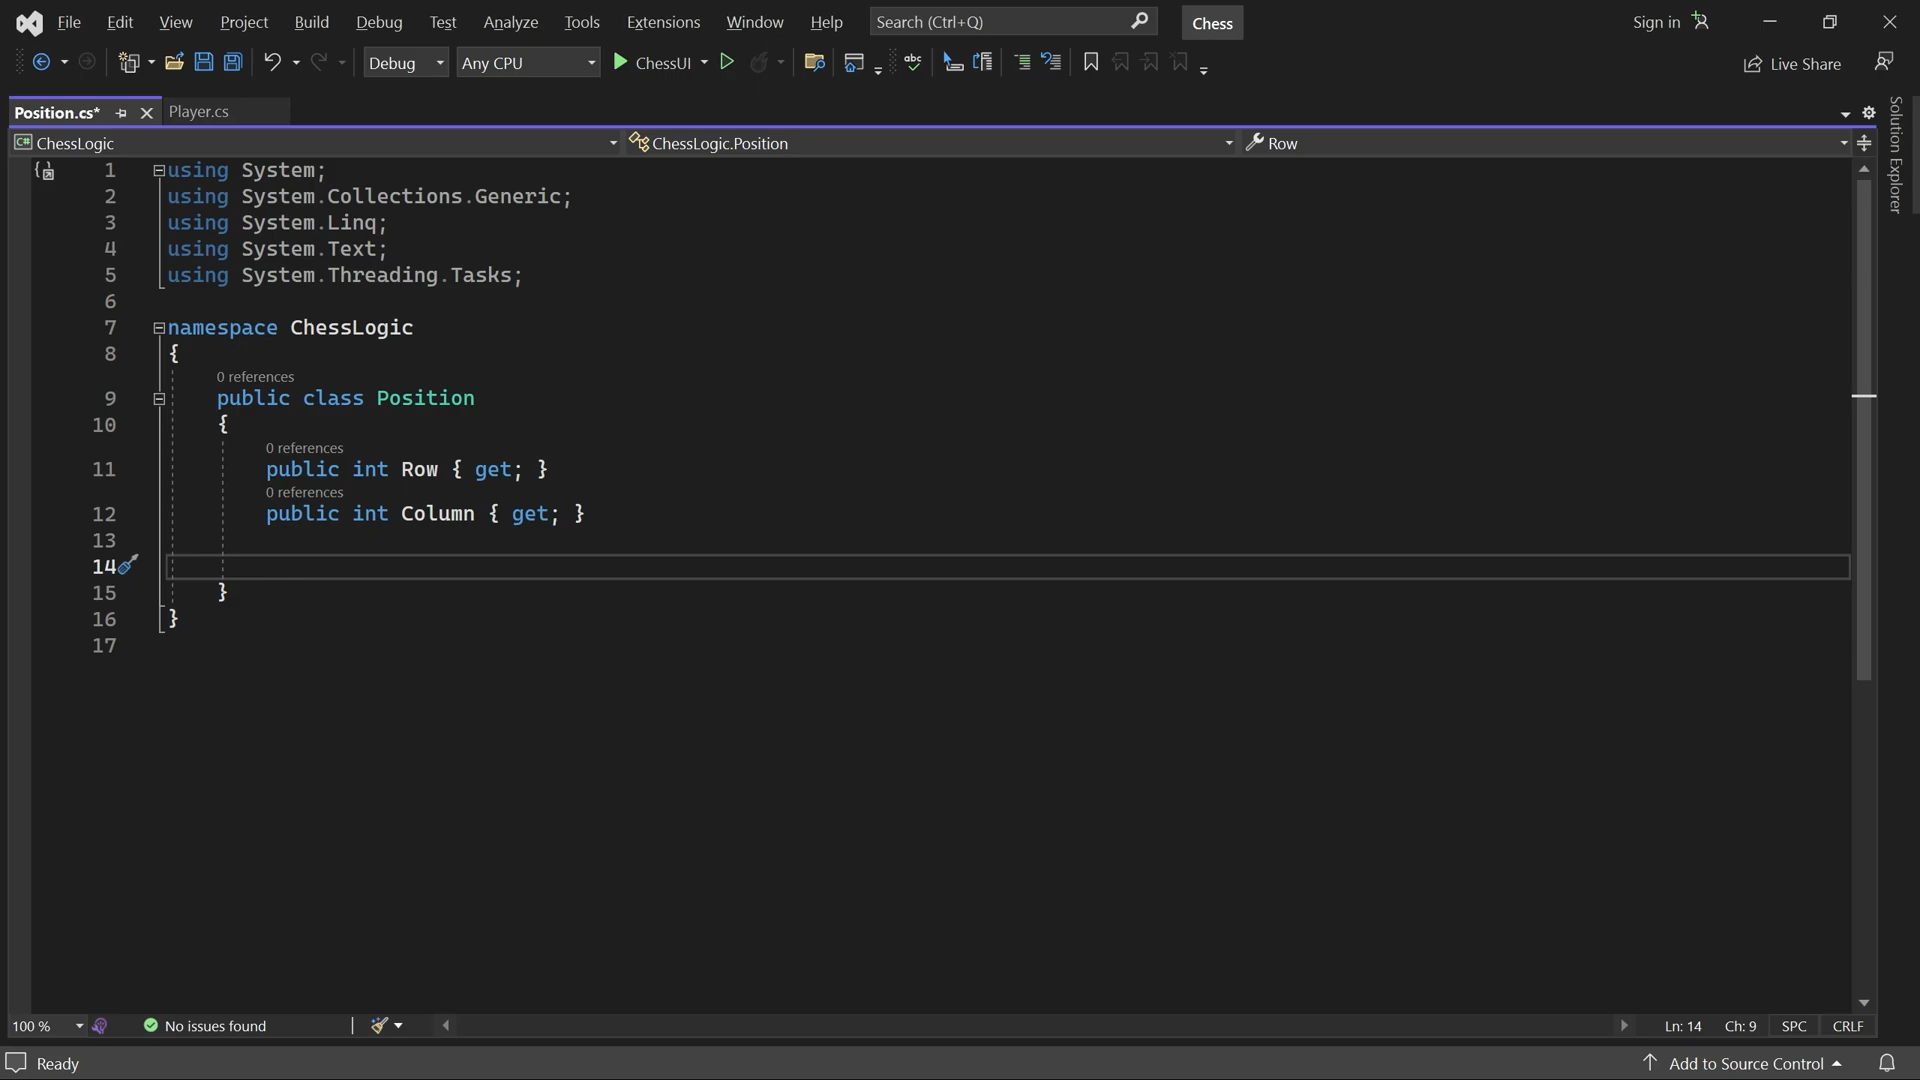 File Edit View Project Build Debug Test Analyze Tools Extensions Window Help Search (Ctrl+Q) Chess Sign in
Debug Any CPU ChessUI abc Live Share
Position.cs* Player.cs
C# ChessLogic ChessLogic.Position Row
Solution Explorer
1 using System;
2 using System.Collections.Generic;
3 using System.Linq;
4 using System.Text;
5 using System.Threading.Tasks;
6
7 namespace ChessLogic
8 {
0 references
9 public class Position
10 {
0 references
11 public int Row { get; }
0 references
12 public int Column { get; }
13
14
15 }
16 }
17
100 % No issues found Ln: 14 Ch: 9 SPC CRLF
Ready Add to Source Control